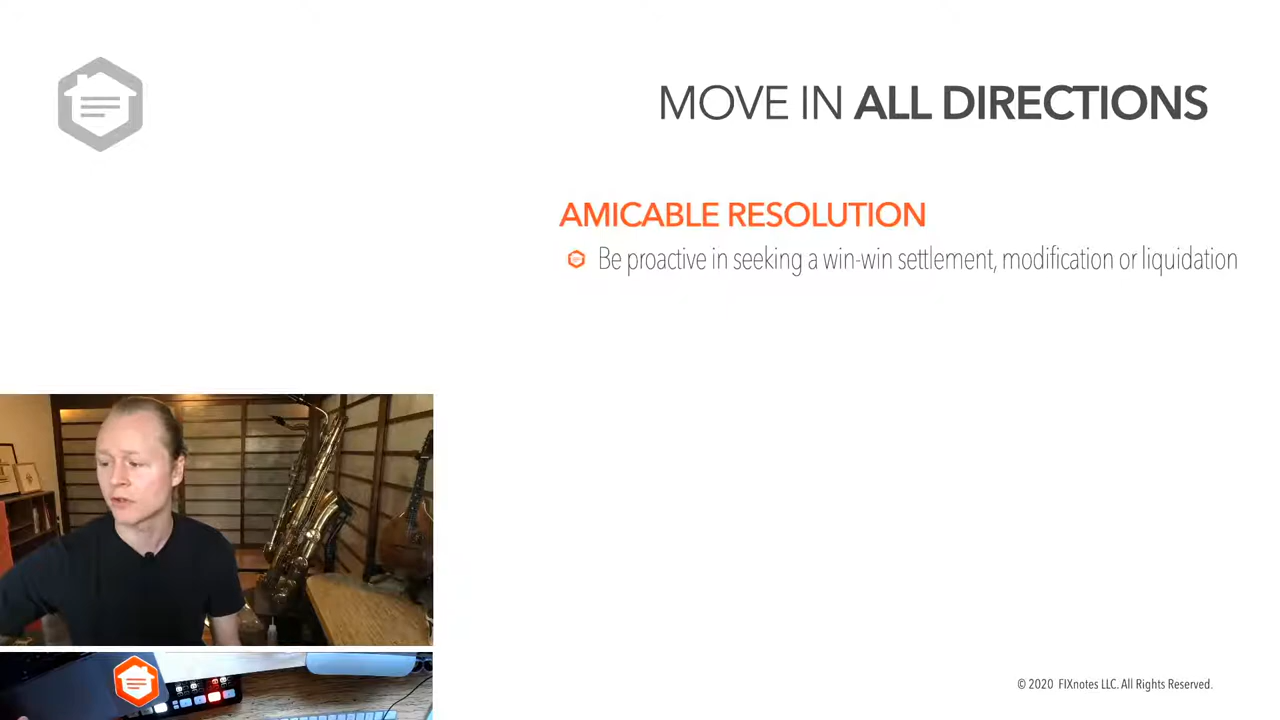 MOVE IN ALL DIRECTIONS
AMICABLE RESOLUTION
Be proactive in seeking a win-win settlement, modification or liquidation
© 2020 FIXnotes LLC. All Rights Reserved.